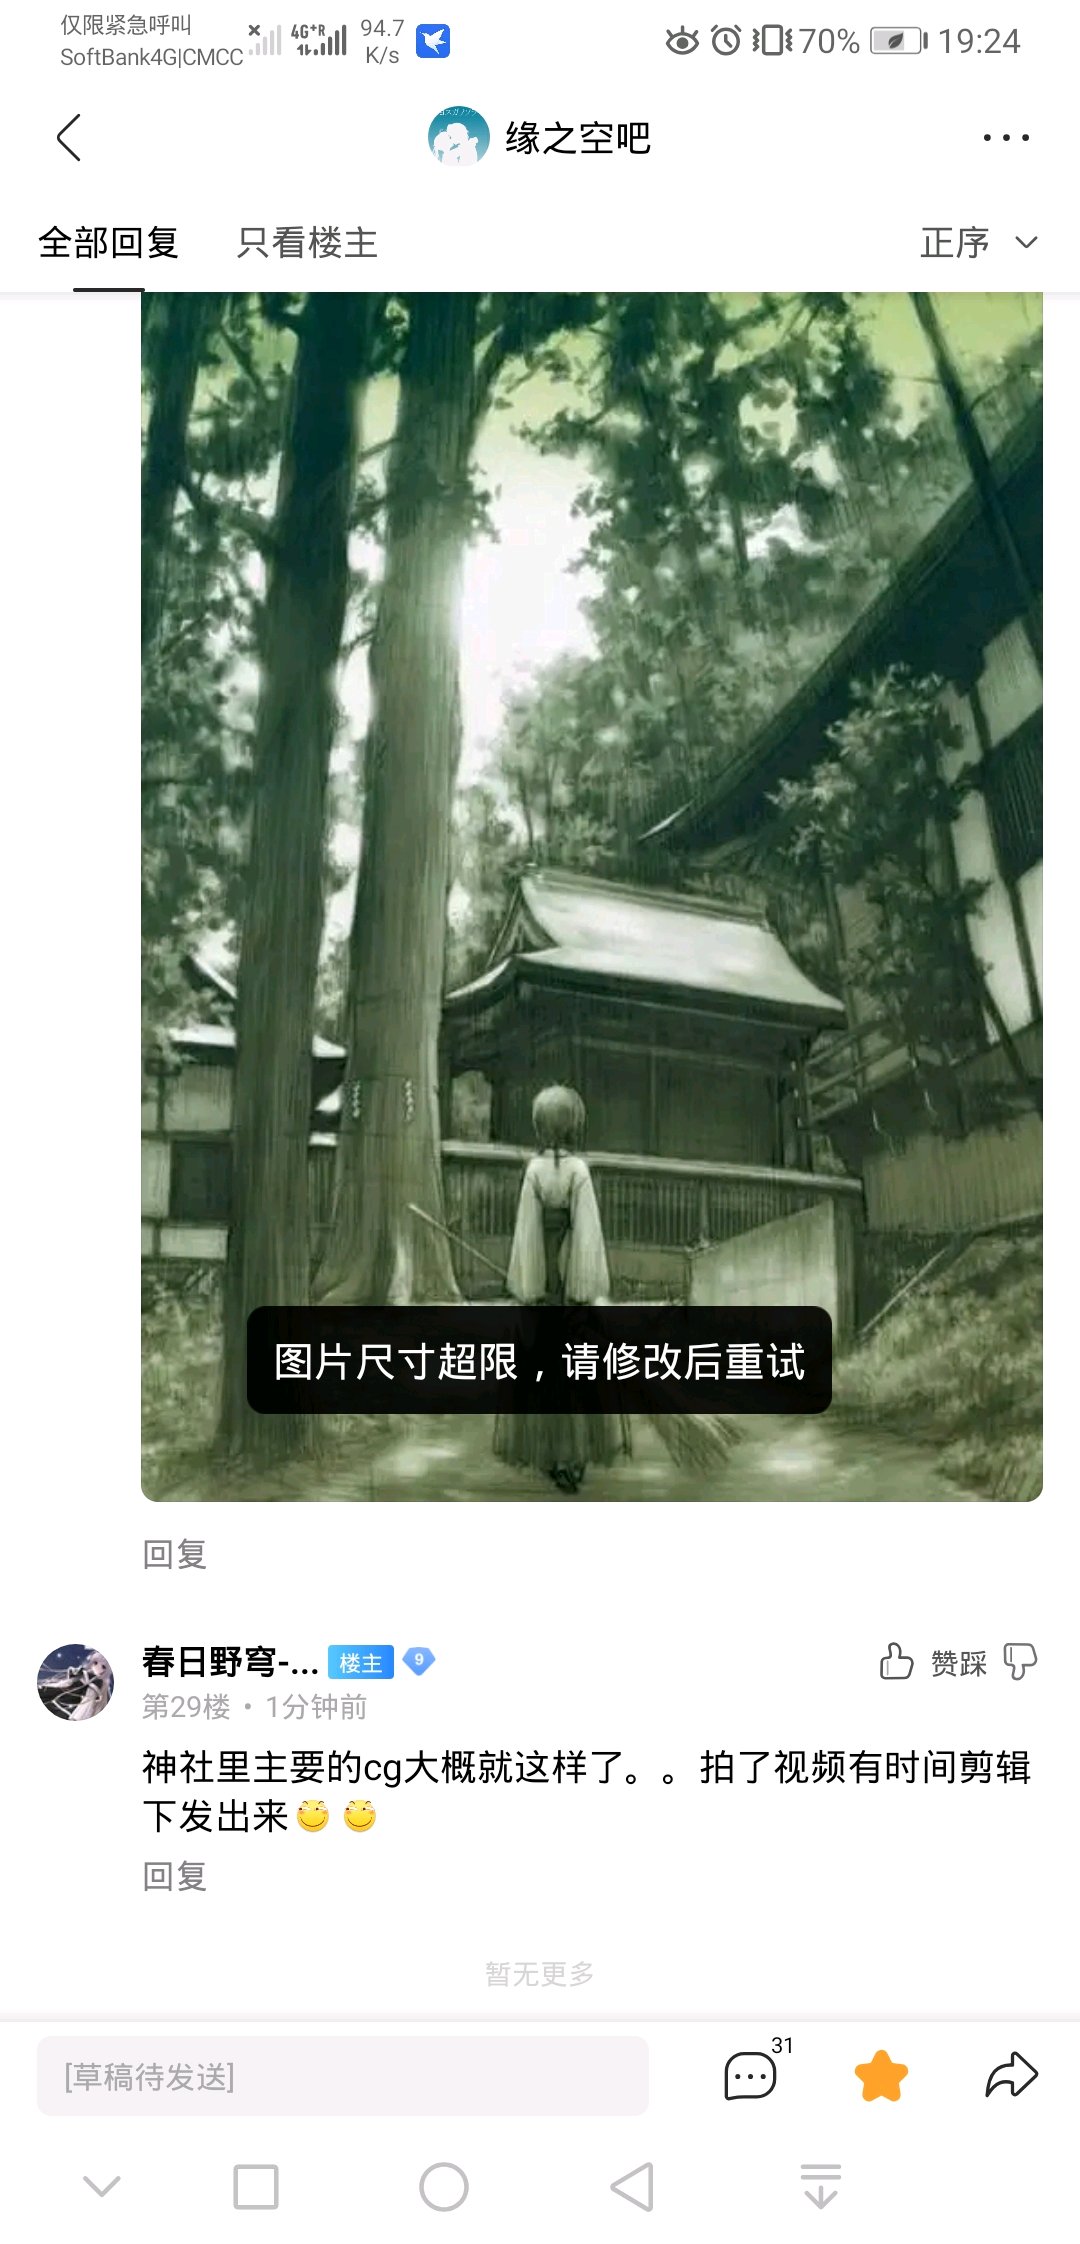 仅限紧急呼叫
SoftBank4G|CMCC
4G+R
94.7
K/s
70%
19:24
缘之空吧
全部回复
只看楼主
正序
图片尺寸超限，请修改后重试
回复
春日野穹-...
楼主
9
赞踩
第29楼 · 1分钟前
神社里主要的cg大概就这样了。。拍了视频有时间剪辑
下发出来
回复
暂无更多
[草稿待发送]
31